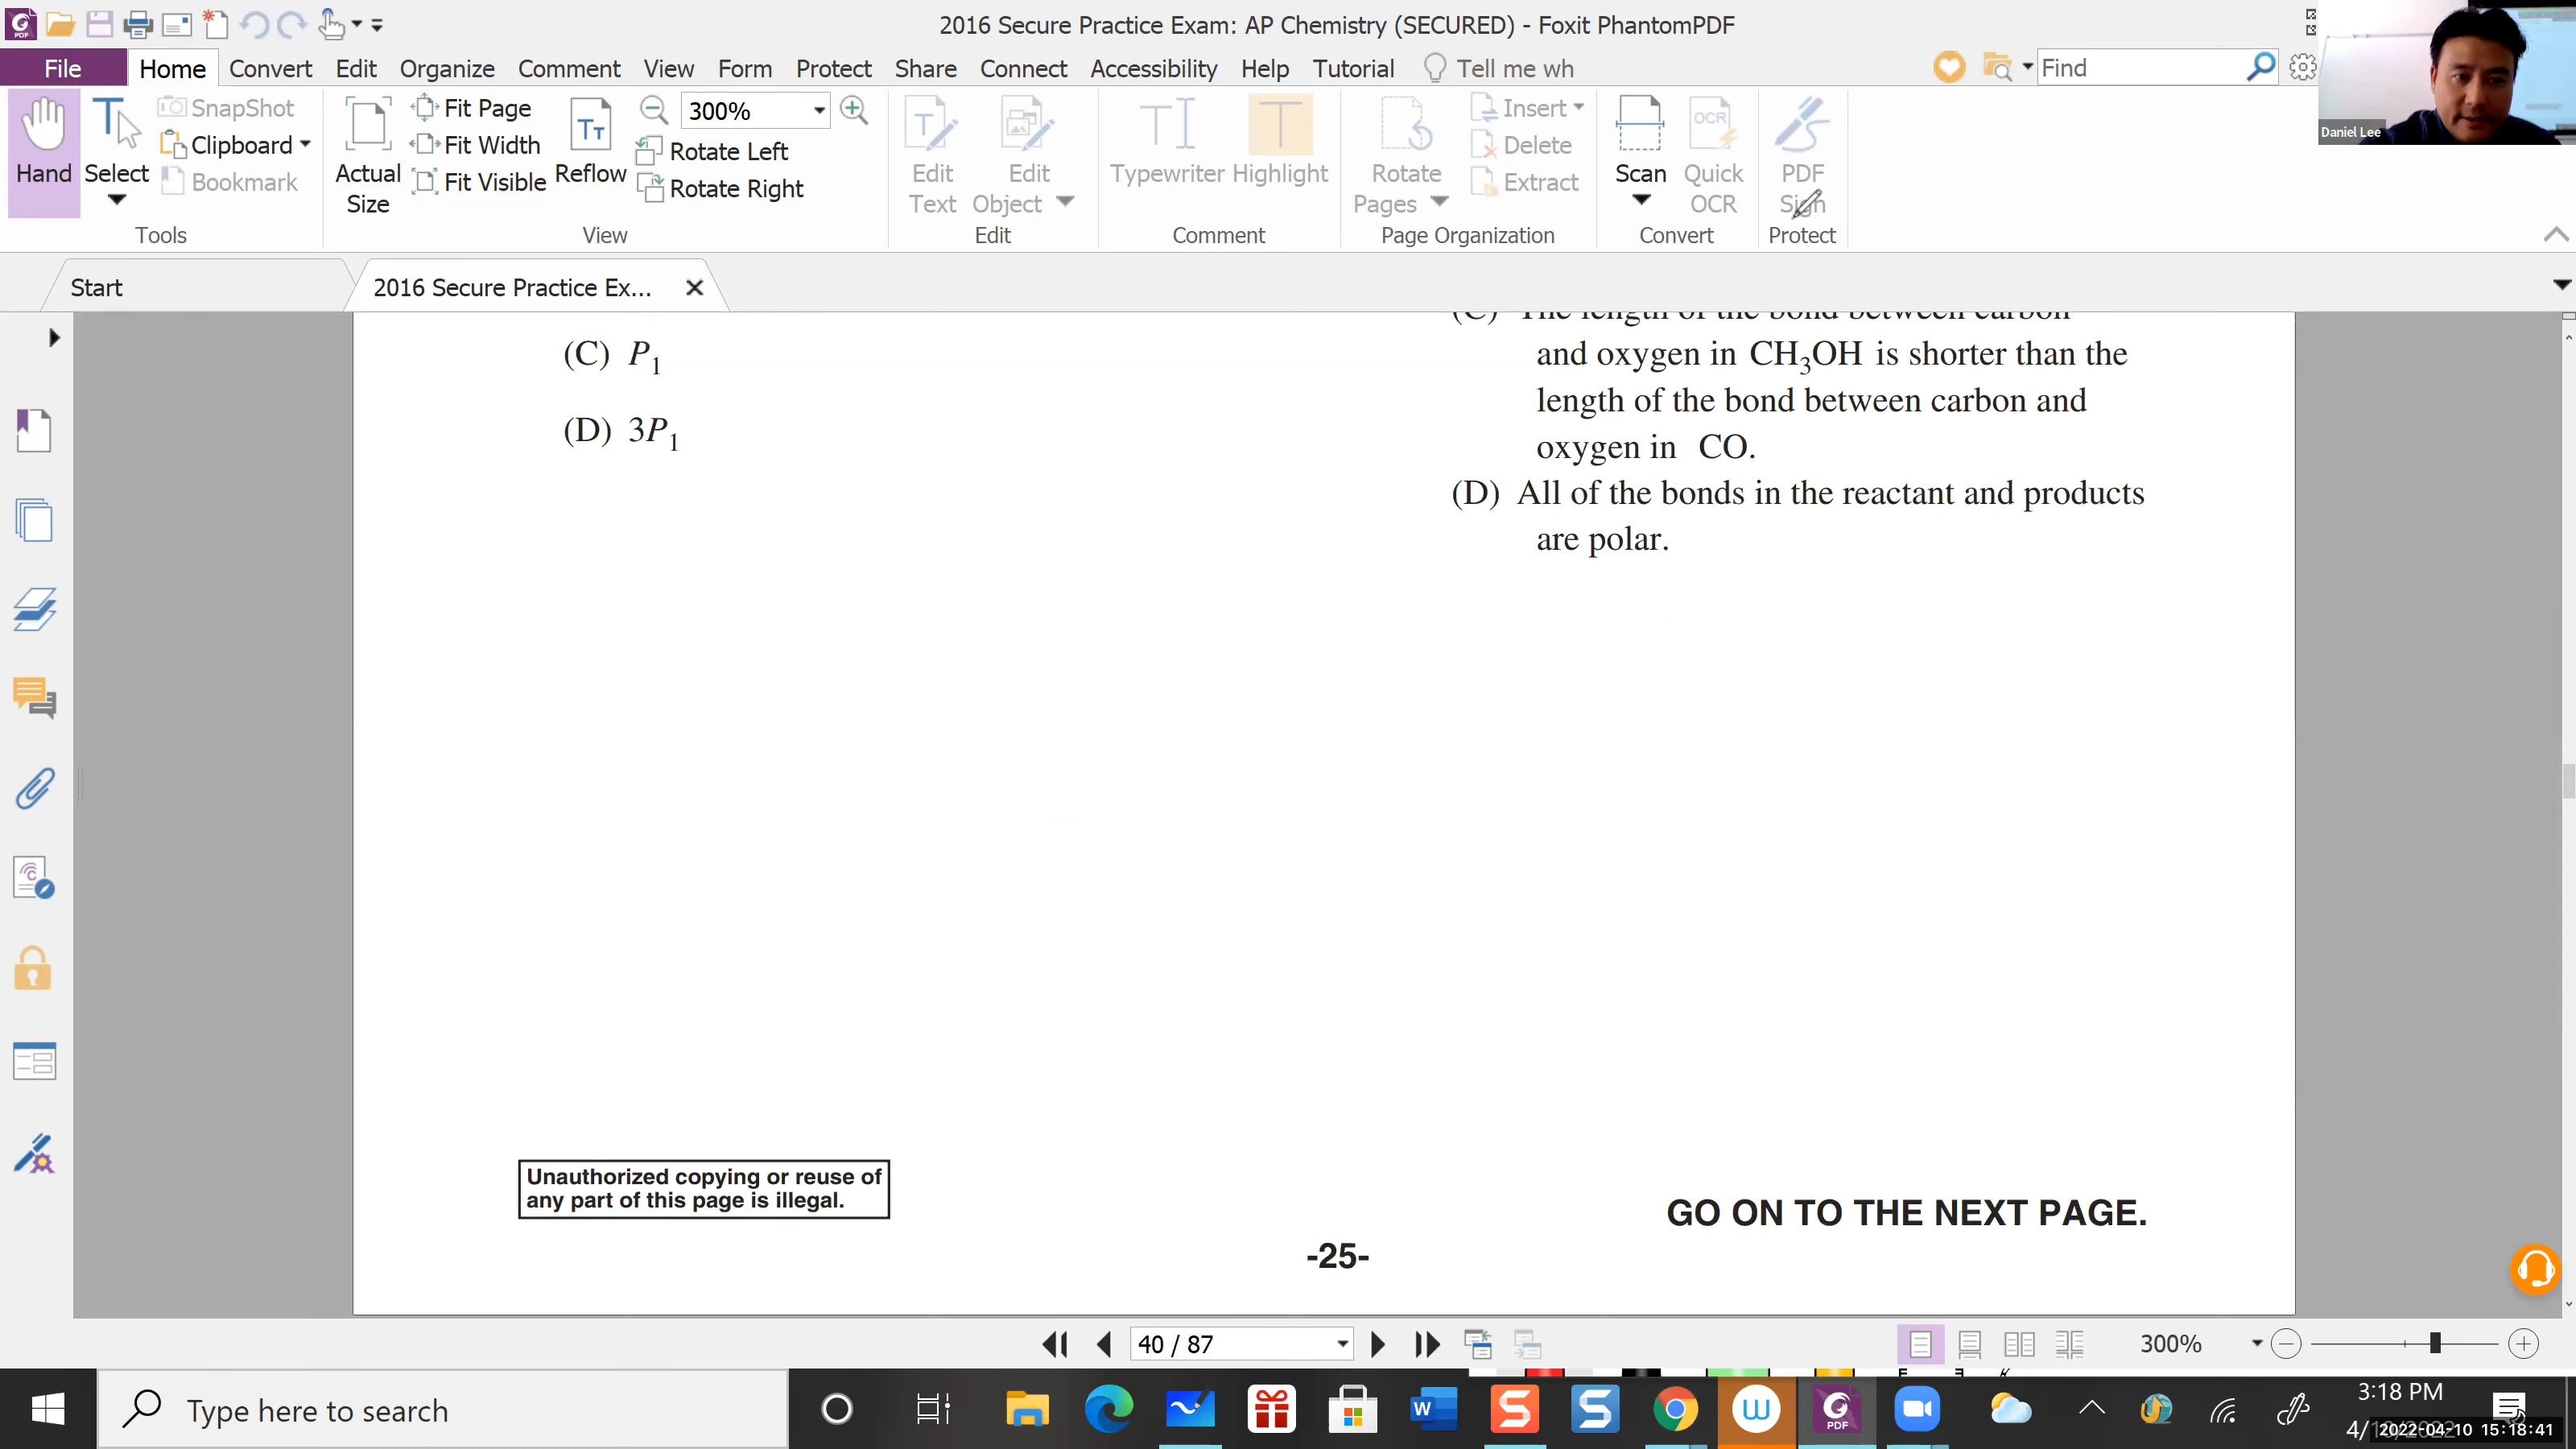 2016 Secure Practice Exam: AP Chemistry (SECURED) - Foxit PhantomPDF
File Home Convert Edit Organize Comment View Form Protect Share Connect Accessibility Help Tutorial Tell me wh Find
Daniel Lee
Hand
Select
SnapShot
Clipboard
Bookmark
Tools
Actual
Size
Fit Page
Fit Width
Fit Visible
Reflow
300%
Rotate Left
Rotate Right
View
Edit
Text
Edit
Object
Edit
Typewriter
Highlight
Comment
Rotate
Pages
Insert
Delete
Extract
Page Organization
Scan
Quick
OCR
Convert
PDF
Sign
Protect
Start
2016 Secure Practice Ex...
(C) P1
(D) 3P1
(C) The length of the bond between carbon
and oxygen in CH3OH is shorter than the
length of the bond between carbon and
oxygen in CO.
(D) All of the bonds in the reactant and products
are polar.
Unauthorized copying or reuse of
any part of this page is illegal.
GO ON TO THE NEXT PAGE.
-25-
40 / 87
300%
Type here to search
3:18 PM
2022-04-10 15:18:41